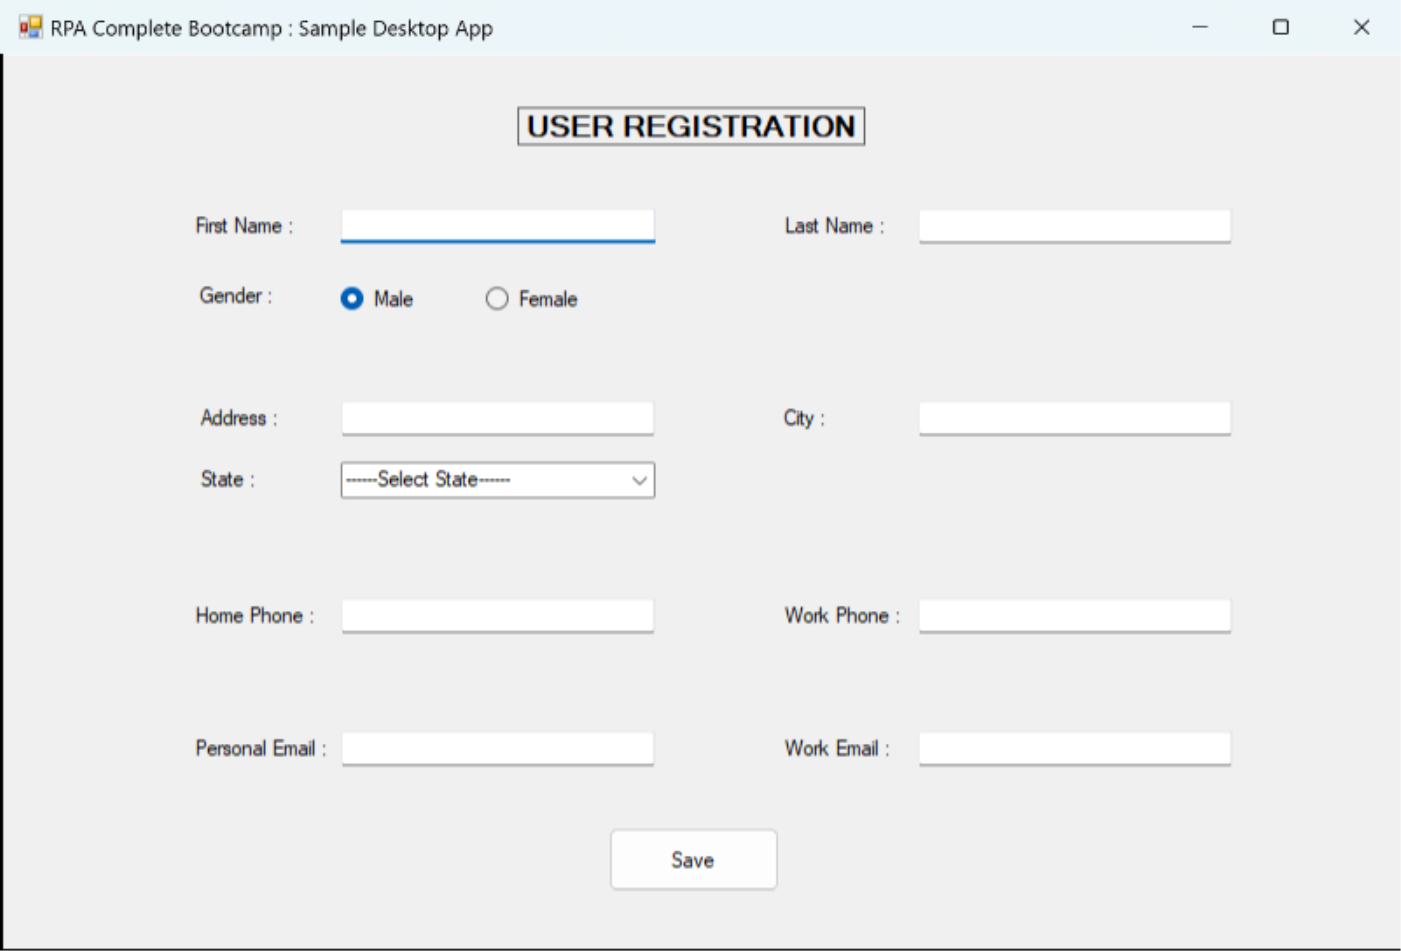 RPA Complete Bootcamp : Sample Desktop App
USER REGISTRATION
First Name :
Last Name :
Gender :
Male
Female
Address :
City :
State :
------Select State------
Home Phone :
Work Phone :
Personal Email :
Work Email :
Save